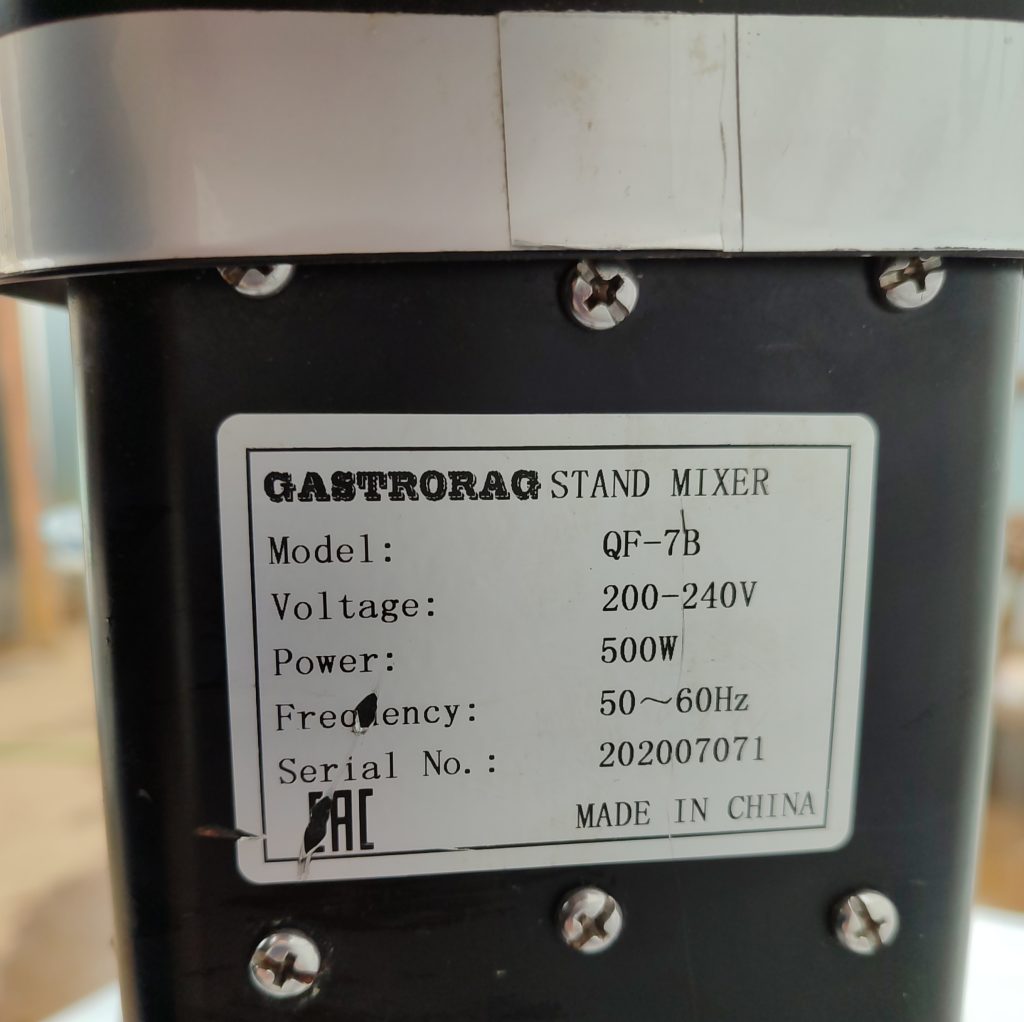 GASTRORAG STAND MIXER
Model: QF-7B
Voltage: 200-240V
Power: 500W
Frequency: 50~60Hz
Serial No.: 202007071
EAC MADE IN CHINA